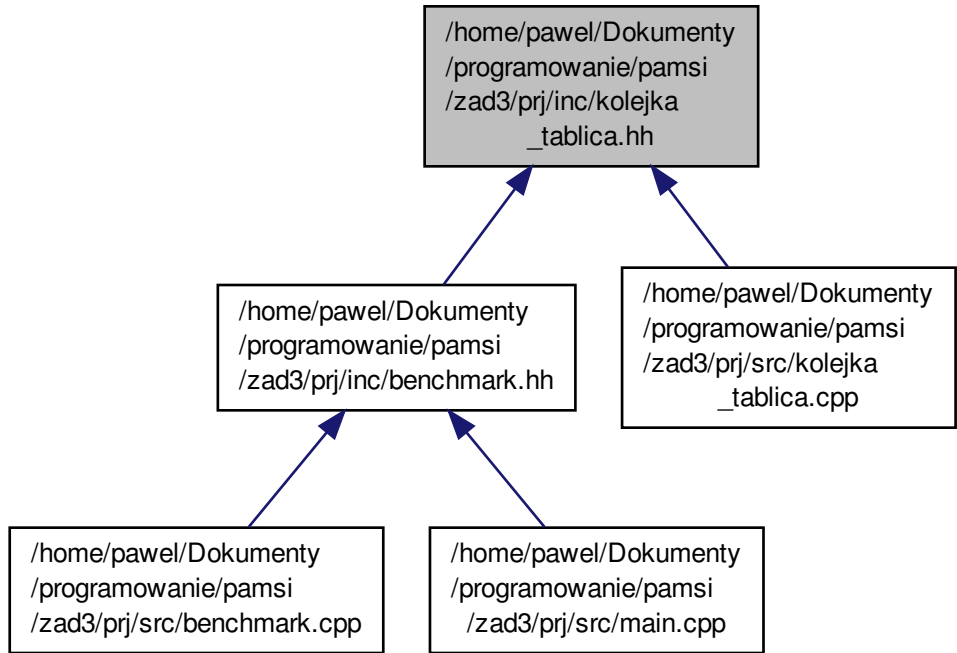 /home/pawel/Dokumenty
/programowanie/pamsi
/zad3/prj/inc/kolejka
_tablica.hh
/home/pawel/Dokumenty
/programowanie/pamsi
/zad3/prj/inc/benchmark.hh
/home/pawel/Dokumenty
/programowanie/pamsi
/zad3/prj/src/kolejka
_tablica.cpp
/home/pawel/Dokumenty
/programowanie/pamsi
/zad3/prj/src/benchmark.cpp
/home/pawel/Dokumenty
/programowanie/pamsi
/zad3/prj/src/main.cpp